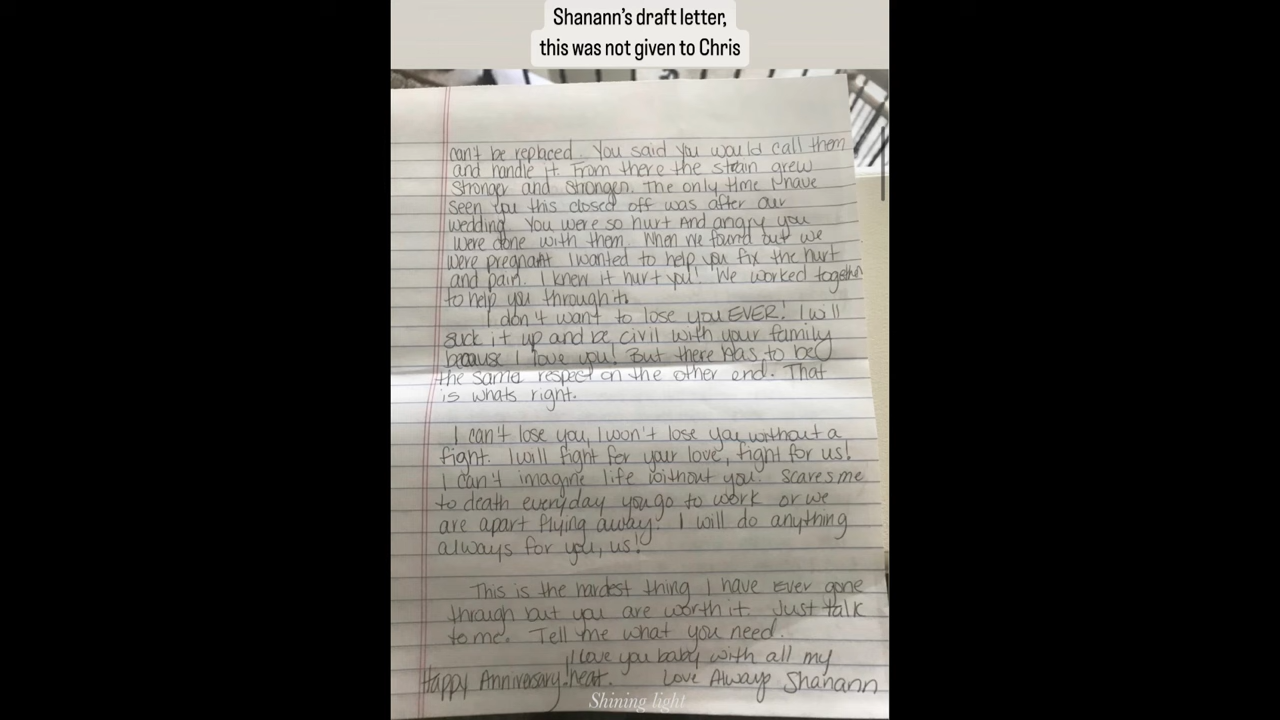 Shanann's draft letter,
this was not given to Chris
can't be replaced. You said you would call them
and handle it. From there the strain grew
stronger and stronger. The only time I have
seen you this closed off was after our
wedding. You were so hurt And angry you
were done with them. When we found out we
were pregnant I wanted to help you fix the hurt
and pain. I knew it hurt you! We worked together
to help you through it.
I don't want to lose you EVER! I will
suck it up and be civil with your family
because I love you! But there has to be
the same respect on the other end. That
is whats right.
I can't lose you, I won't lose you without a
fight. I will fight for your love, fight for us!
I can't imagine life without you. Scares me
to death everyday you go to work or we
are apart flying away. I will do anything
always for you, us!
This is the hardest thing I have Ever gone
through but you are worth it. Just talk
to me. Tell me what you need.
I love you baby with all my
Happy Anniversary! heat. Love Always Shanann
Shining light